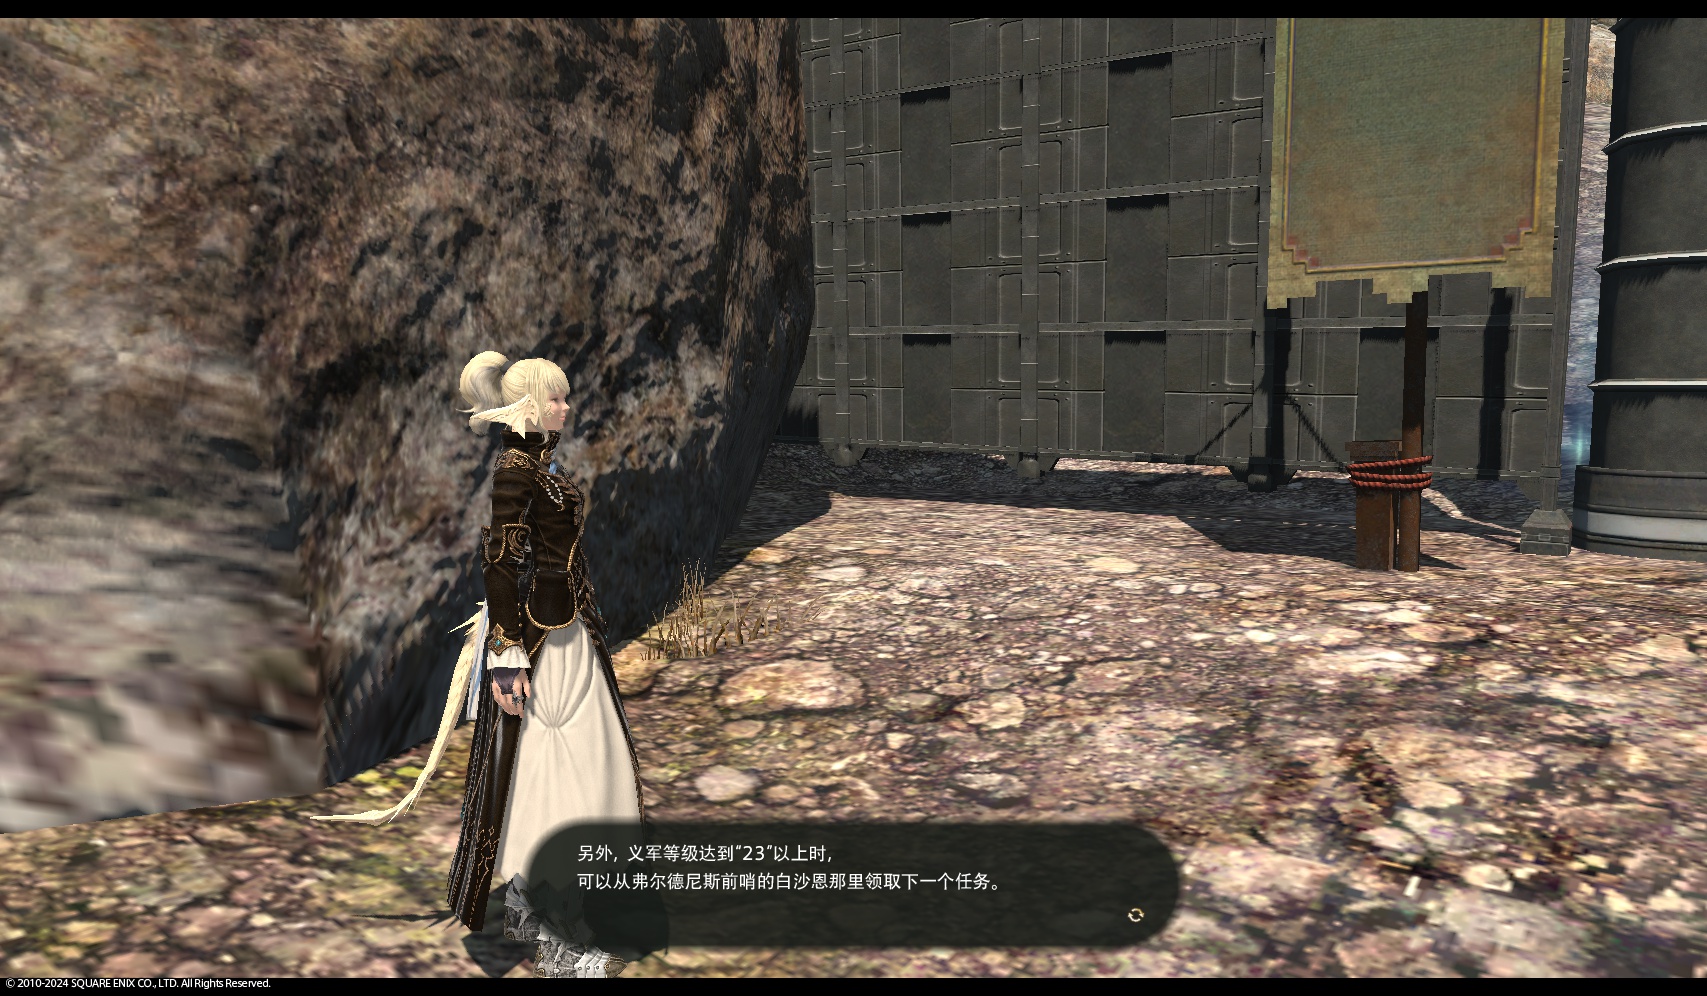 另外，义军等级达到“23”以上时，
可以从弗尔德尼斯前哨的白沙恩那里领取下一个任务。
© 2010-2024 SQUARE ENIX CO., LTD. All Rights Reserved.